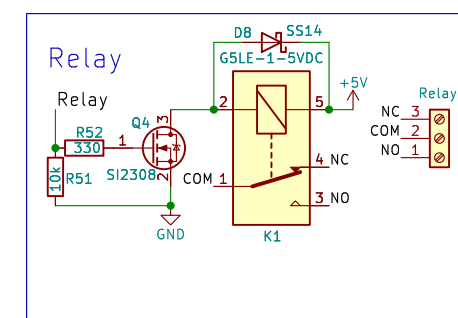 Relay
D8
SS14
G5LE-1-5VDC
+5V
Relay
Relay
2
5
NC 3
COM 2
NO 1
Q4
3
R52
330
1
SI2308
2
4 NC
10k
R51
COM 1
3 NO
GND
K1